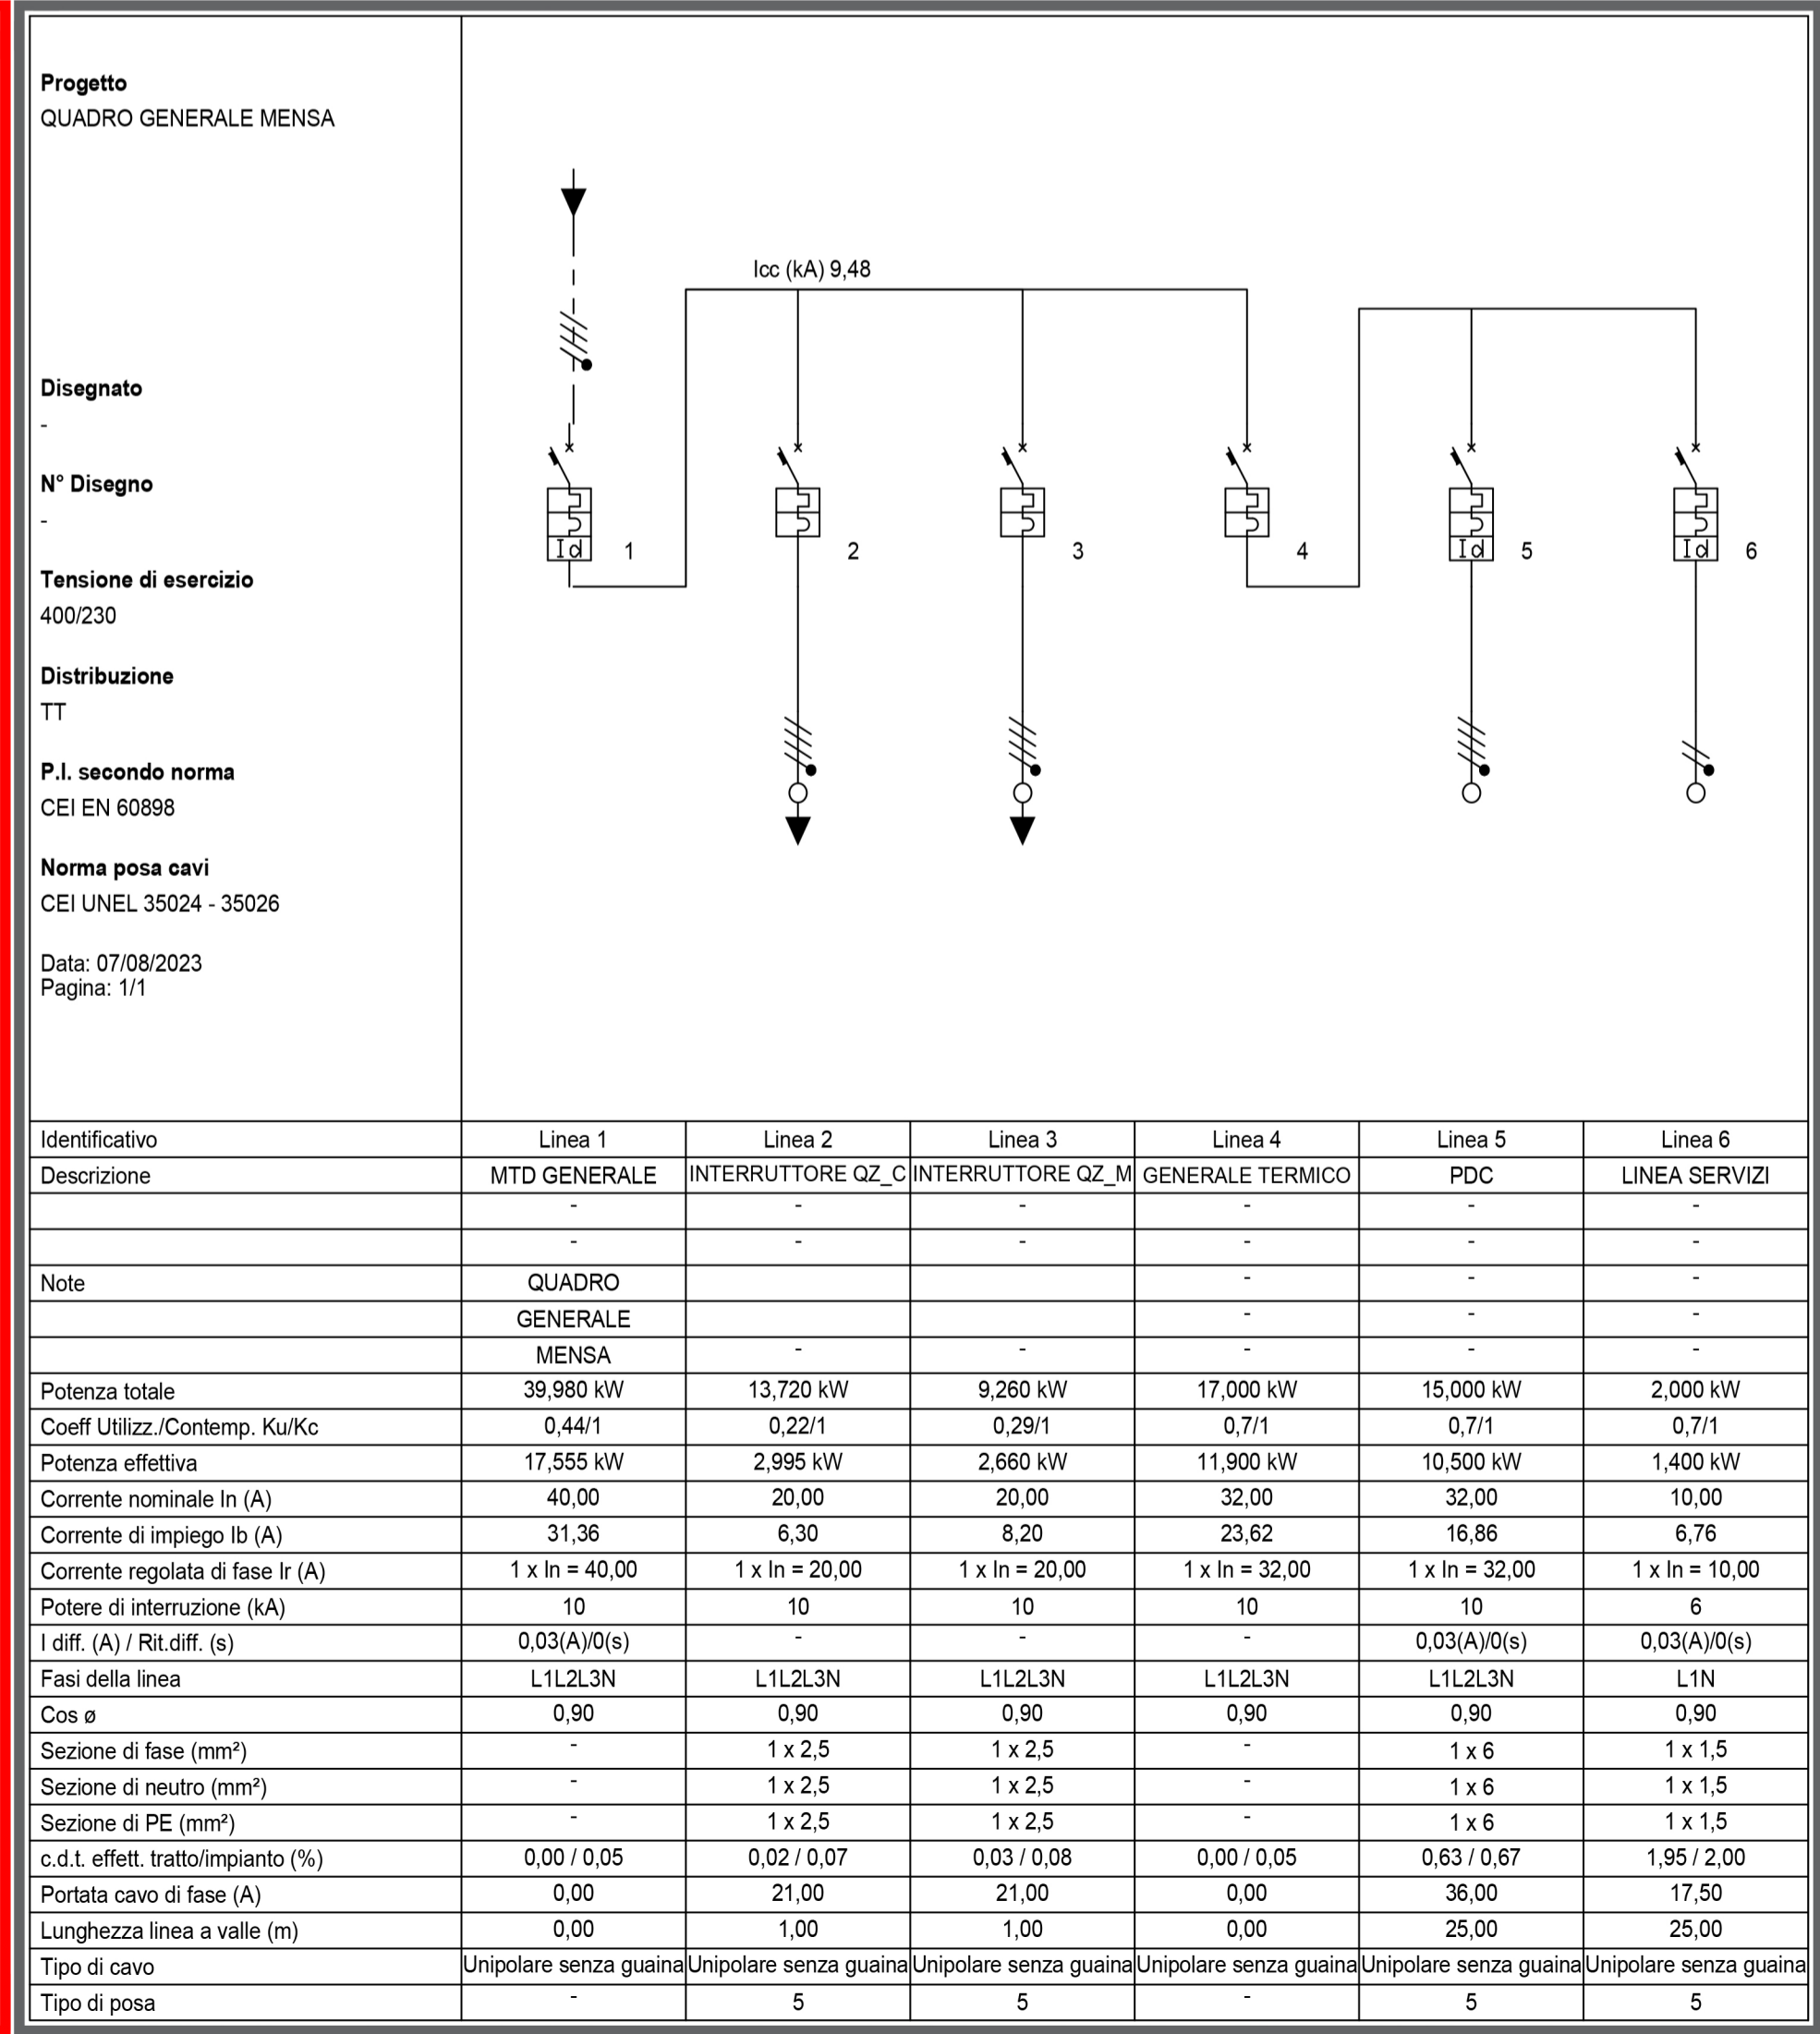 Progetto
QUADRO GENERALE MENSA
Icc (kA) 9,48
Disegnato
-
N° Disegno
-
Id 1 2 3 4 Id 5 Id 6
Tensione di esercizio
400/230
Distribuzione
TT
P.I. secondo norma
CEI EN 60898
Norma posa cavi
CEI UNEL 35024 - 35026
Data: 07/08/2023
Pagina: 1/1
Identificativo Linea 1 Linea 2 Linea 3 Linea 4 Linea 5 Linea 6
Descrizione MTD GENERALE INTERRUTTORE QZ_C INTERRUTTORE QZ_M GENERALE TERMICO PDC LINEA SERVIZI
- - - - - -
- - - - - -
Note QUADRO - - -
GENERALE - - -
MENSA - - - - -
Potenza totale 39,980 kW 13,720 kW 9,260 kW 17,000 kW 15,000 kW 2,000 kW
Coeff Utilizz./Contemp. Ku/Kc 0,44/1 0,22/1 0,29/1 0,7/1 0,7/1 0,7/1
Potenza effettiva 17,555 kW 2,995 kW 2,660 kW 11,900 kW 10,500 kW 1,400 kW
Corrente nominale In (A) 40,00 20,00 20,00 32,00 32,00 10,00
Corrente di impiego Ib (A) 31,36 6,30 8,20 23,62 16,86 6,76
Corrente regolata di fase Ir (A) 1 x In = 40,00 1 x In = 20,00 1 x In = 20,00 1 x In = 32,00 1 x In = 32,00 1 x In = 10,00
Potere di interruzione (kA) 10 10 10 10 10 6
I diff. (A) / Rit.diff. (s) 0,03(A)/0(s) - - - 0,03(A)/0(s) 0,03(A)/0(s)
Fasi della linea L1L2L3N L1L2L3N L1L2L3N L1L2L3N L1L2L3N L1N
Cos ø 0,90 0,90 0,90 0,90 0,90 0,90
Sezione di fase (mm²) - 1 x 2,5 1 x 2,5 - 1 x 6 1 x 1,5
Sezione di neutro (mm²) - 1 x 2,5 1 x 2,5 - 1 x 6 1 x 1,5
Sezione di PE (mm²) - 1 x 2,5 1 x 2,5 - 1 x 6 1 x 1,5
c.d.t. effett. tratto/impianto (%) 0,00 / 0,05 0,02 / 0,07 0,03 / 0,08 0,00 / 0,05 0,63 / 0,67 1,95 / 2,00
Portata cavo di fase (A) 0,00 21,00 21,00 0,00 36,00 17,50
Lunghezza linea a valle (m) 0,00 1,00 1,00 0,00 25,00 25,00
Tipo di cavo Unipolare senza guaina Unipolare senza guaina Unipolare senza guaina Unipolare senza guaina Unipolare senza guaina Unipolare senza guaina
Tipo di posa - 5 5 - 5 5